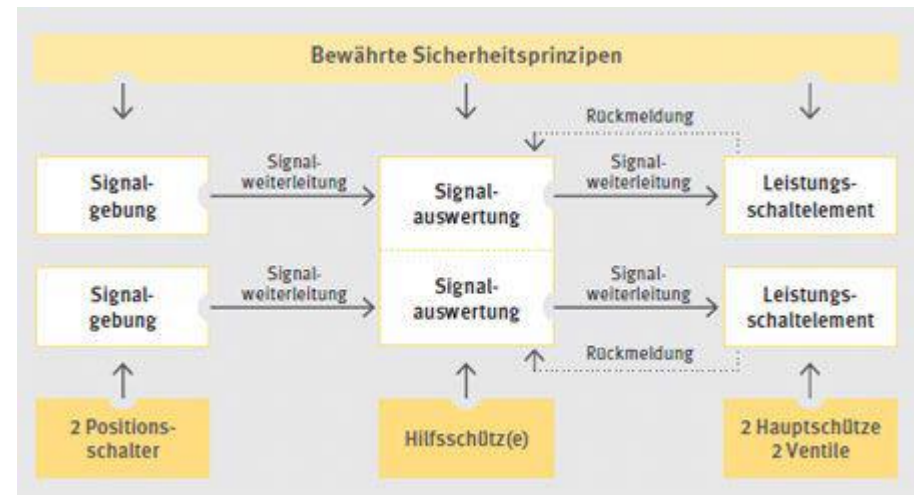 Bewährte Sicherheitsprinzipen
Rückmeldung
Signal-
gebung
Signal-
weiterleitung
Signal-
auswertung
Signal-
weiterleitung
Leistungs-
schaltelement
Signal-
gebung
Signal-
weiterleitung
Signal-
auswertung
Signal-
weiterleitung
Leistungs-
schaltelement
Rückmeldung
2 Positions-
schalter
Hilfsschütz(e)
2 Hauptschütze
2 Ventile